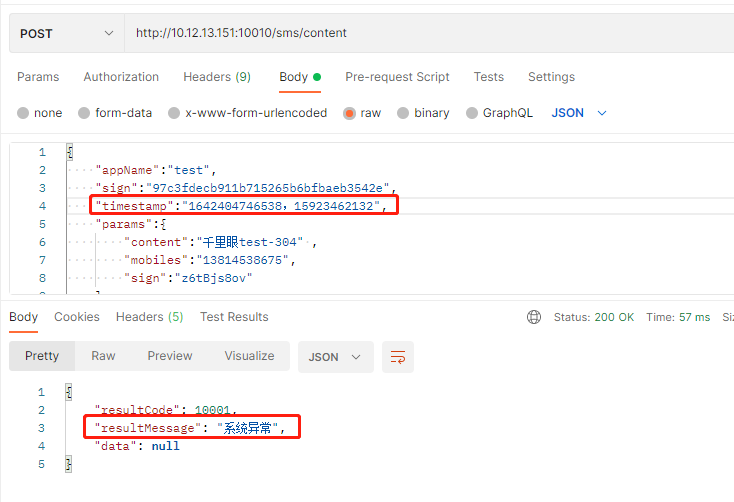 POST http://10.12.13.151:10010/sms/content
Params Authorization Headers (9) Body Pre-request Script Tests Settings
none form-data x-www-form-urlencoded raw binary GraphQL JSON
1 {
2 "appName":"test",
3 "sign":"97c3fdecb911b715265b6bfbaeb3542e",
4 "timestamp":"1642404746538，15923462132",
5 "params":{
6 "content":"千里眼test-304" ,
7 "mobiles":"13814538675",
8 "sign":"z6tBjs8ov"
Body Cookies Headers (5) Test Results Status: 200 OK Time: 57 ms
Pretty Raw Preview Visualize JSON
1 {
2 "resultCode": 10001,
3 "resultMessage": "系统异常",
4 "data": null
5 }